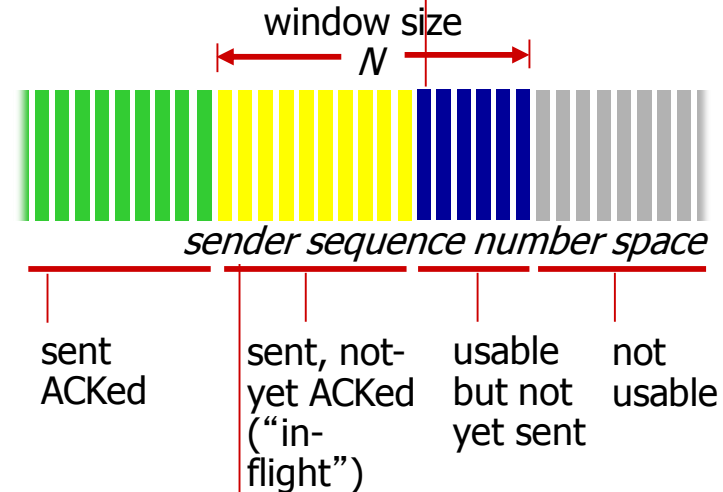 window size
N
sender sequence number space
sent
ACKed
sent, not-
yet ACKed
(“in-
flight”)
usable
but not
yet sent
not
usable